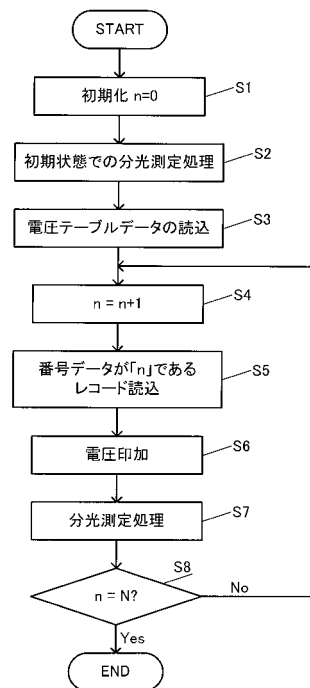 START
初期化 n=0
S1
初期状態での分光測定処理
S2
電圧テーブルデータの読込
S3
n = n+1
S4
番号データが「n」である
レコード読込
S5
電圧印加
S6
分光測定処理
S7
n = N?
S8
No
Yes
END